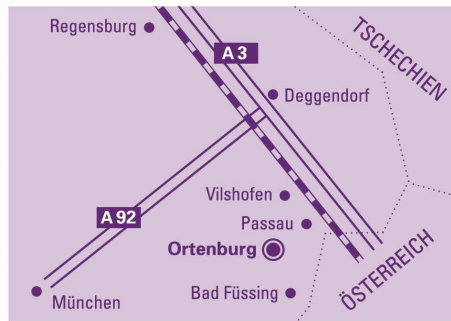 Regensburg
A 3
TSCHECHIEN
Deggendorf
Vilshofen
A 92
Passau
Ortenburg
ÖSTERREICH
München
Bad Füssing